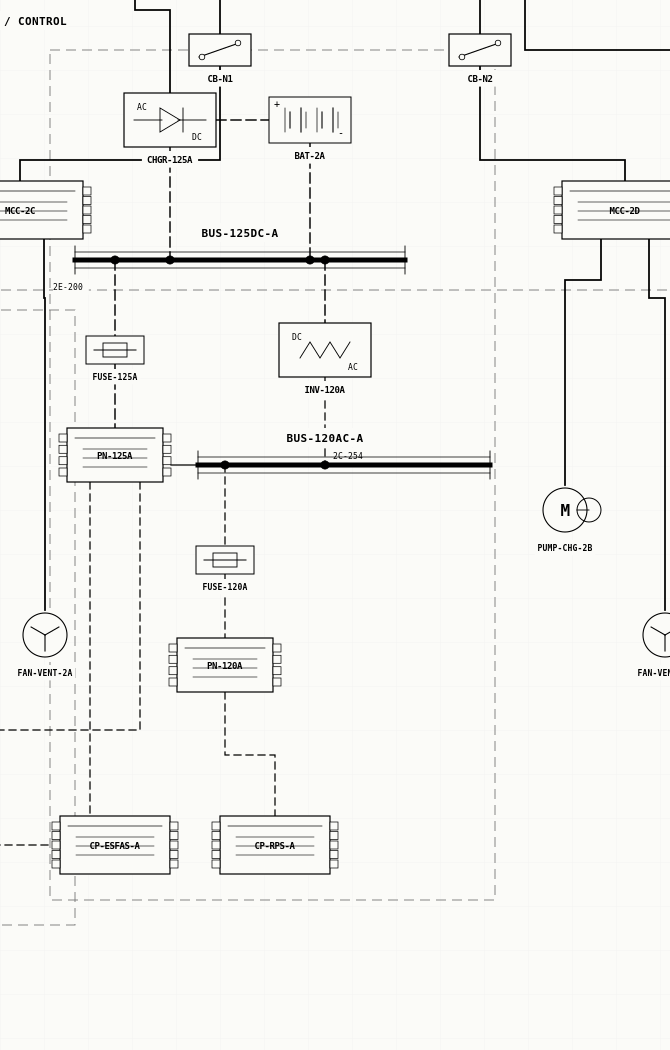 / CONTROL
CB-N1
CB-N2
AC
DC
+
-
CHGR-125A
BAT-2A
MCC-2C
MCC-2D
BUS-125DC-A
2E-200
DC
AC
FUSE-125A
INV-120A
BUS-120AC-A
PN-125A
2C-254
M
PUMP-CHG-2B
FUSE-120A
PN-120A
FAN-VENT-2A
FAN-VEN
CP-ESFAS-A
CP-RPS-A